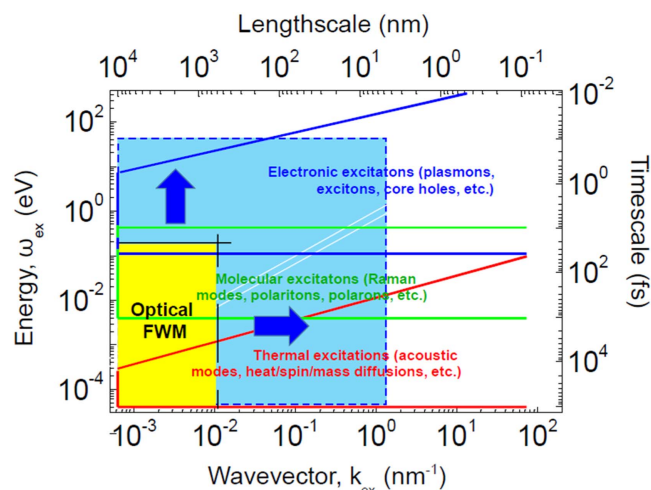 Lengthscale (nm)
10⁴ 10³ 10² 10¹ 10⁰ 10⁻¹
10² 10⁻²
Electronic excitatons (plasmons,
excitons, core holes, etc.)
10⁰ 10⁰
Energy, ω_ex (eV)
Timescale (fs)
10²
Molecular excitatons (Raman
modes, polaritons, polarons, etc.)
10⁻²
Optical
FWM
Thermal excitations (acoustic
modes, heat/spin/mass diffusions, etc.)
10⁴
10⁻⁴
10⁻³ 10⁻² 10⁻¹ 10⁰ 10¹ 10²
Wavevector, k_ex (nm⁻¹)